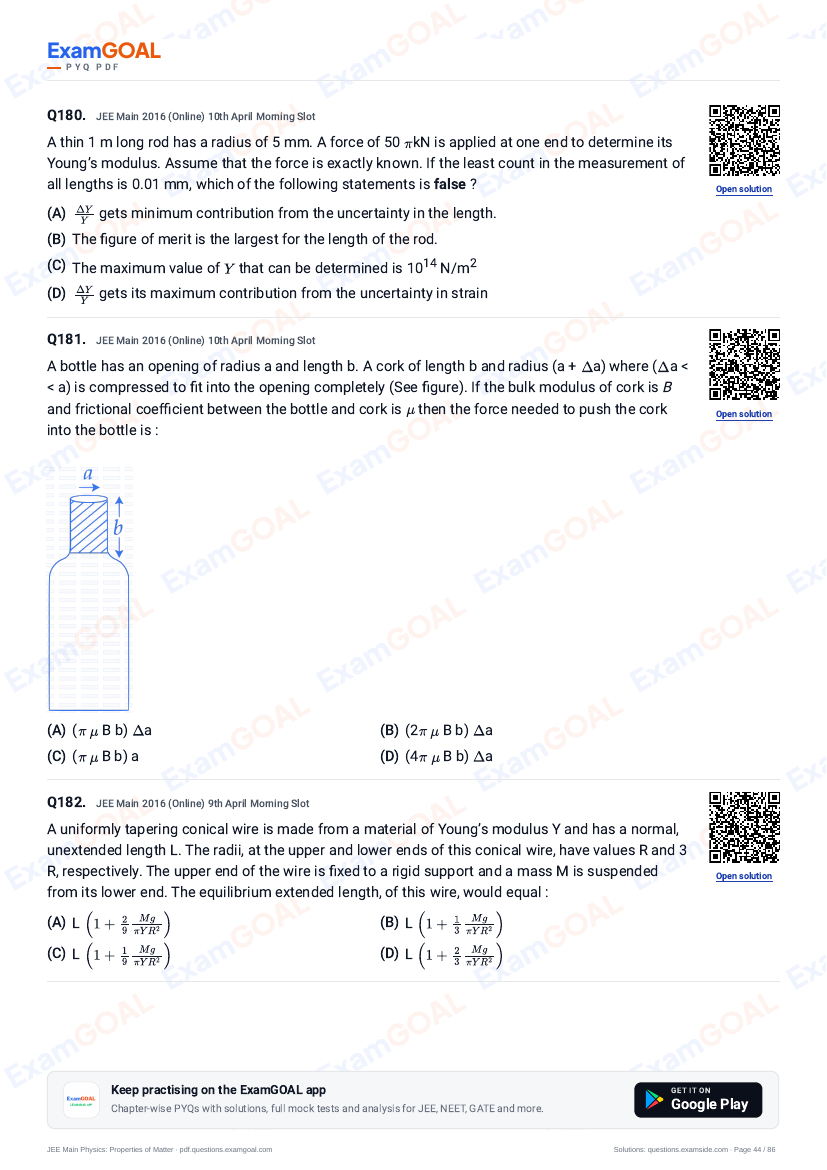 ExamGOAL
PYQ PDF
Q180. JEE Main 2016 (Online) 10th April Morning Slot
A thin 1 m long rod has a radius of 5 mm. A force of 50 πkN is applied at one end to determine its
Young's modulus. Assume that the force is exactly known. If the least count in the measurement of
all lengths is 0.01 mm, which of the following statements is false ?
Open solution
(A) ΔY/Y gets minimum contribution from the uncertainty in the length.
(B) The figure of merit is the largest for the length of the rod.
(C) The maximum value of Y that can be determined is 10^14 N/m^2
(D) ΔY/Y gets its maximum contribution from the uncertainty in strain
Q181. JEE Main 2016 (Online) 10th April Morning Slot
A bottle has an opening of radius a and length b. A cork of length b and radius (a + Δa) where (Δa <
< a) is compressed to fit into the opening completely (See figure). If the bulk modulus of cork is B
and frictional coefficient between the bottle and cork is μ then the force needed to push the cork
into the bottle is :
Open solution
a
b
(A) (π μ B b) Δa (B) (2π μ B b) Δa
(C) (π μ B b) a (D) (4π μ B b) Δa
Q182. JEE Main 2016 (Online) 9th April Morning Slot
A uniformly tapering conical wire is made from a material of Young's modulus Y and has a normal,
unextended length L. The radii, at the upper and lower ends of this conical wire, have values R and 3
R, respectively. The upper end of the wire is fixed to a rigid support and a mass M is suspended
from its lower end. The equilibrium extended length, of this wire, would equal :
Open solution
(A) L (1 + 2/9 Mg/πYR²) (B) L (1 + 1/3 Mg/πYR²)
(C) L (1 + 1/9 Mg/πYR²) (D) L (1 + 2/3 Mg/πYR²)
Keep practising on the ExamGOAL app
Chapter-wise PYQs with solutions, full mock tests and analysis for JEE, NEET, GATE and more.
ExamGOAL
GET IT ON
Google Play
JEE Main Physics: Properties of Matter · pdf.questions.examgoal.com
Solutions: questions.examside.com · Page 44 / 86